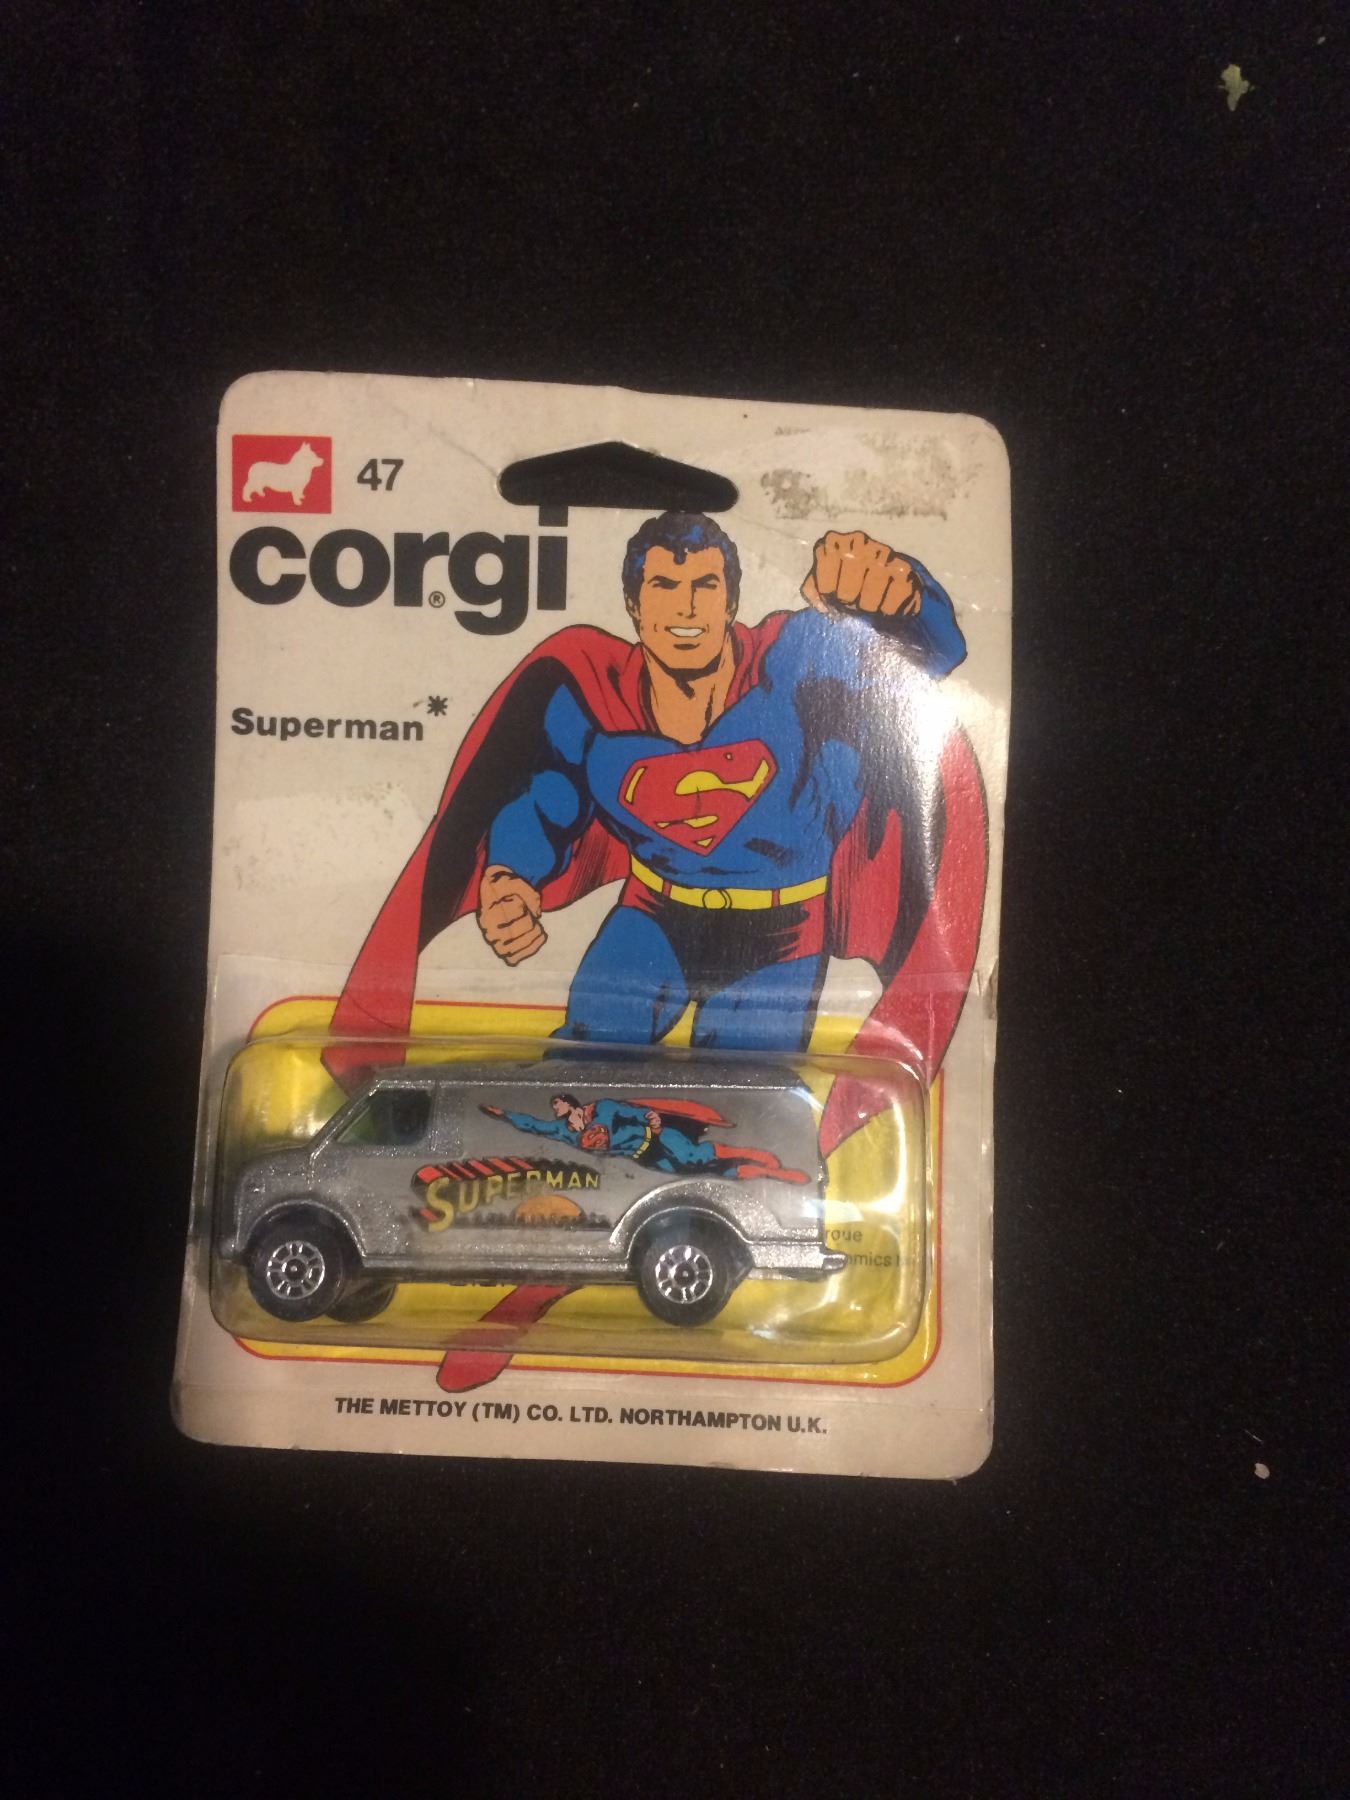 47
corgi®
Superman*
S
SUPERMAN
THE METTOY (TM) CO. LTD. NORTHAMPTON U.K.